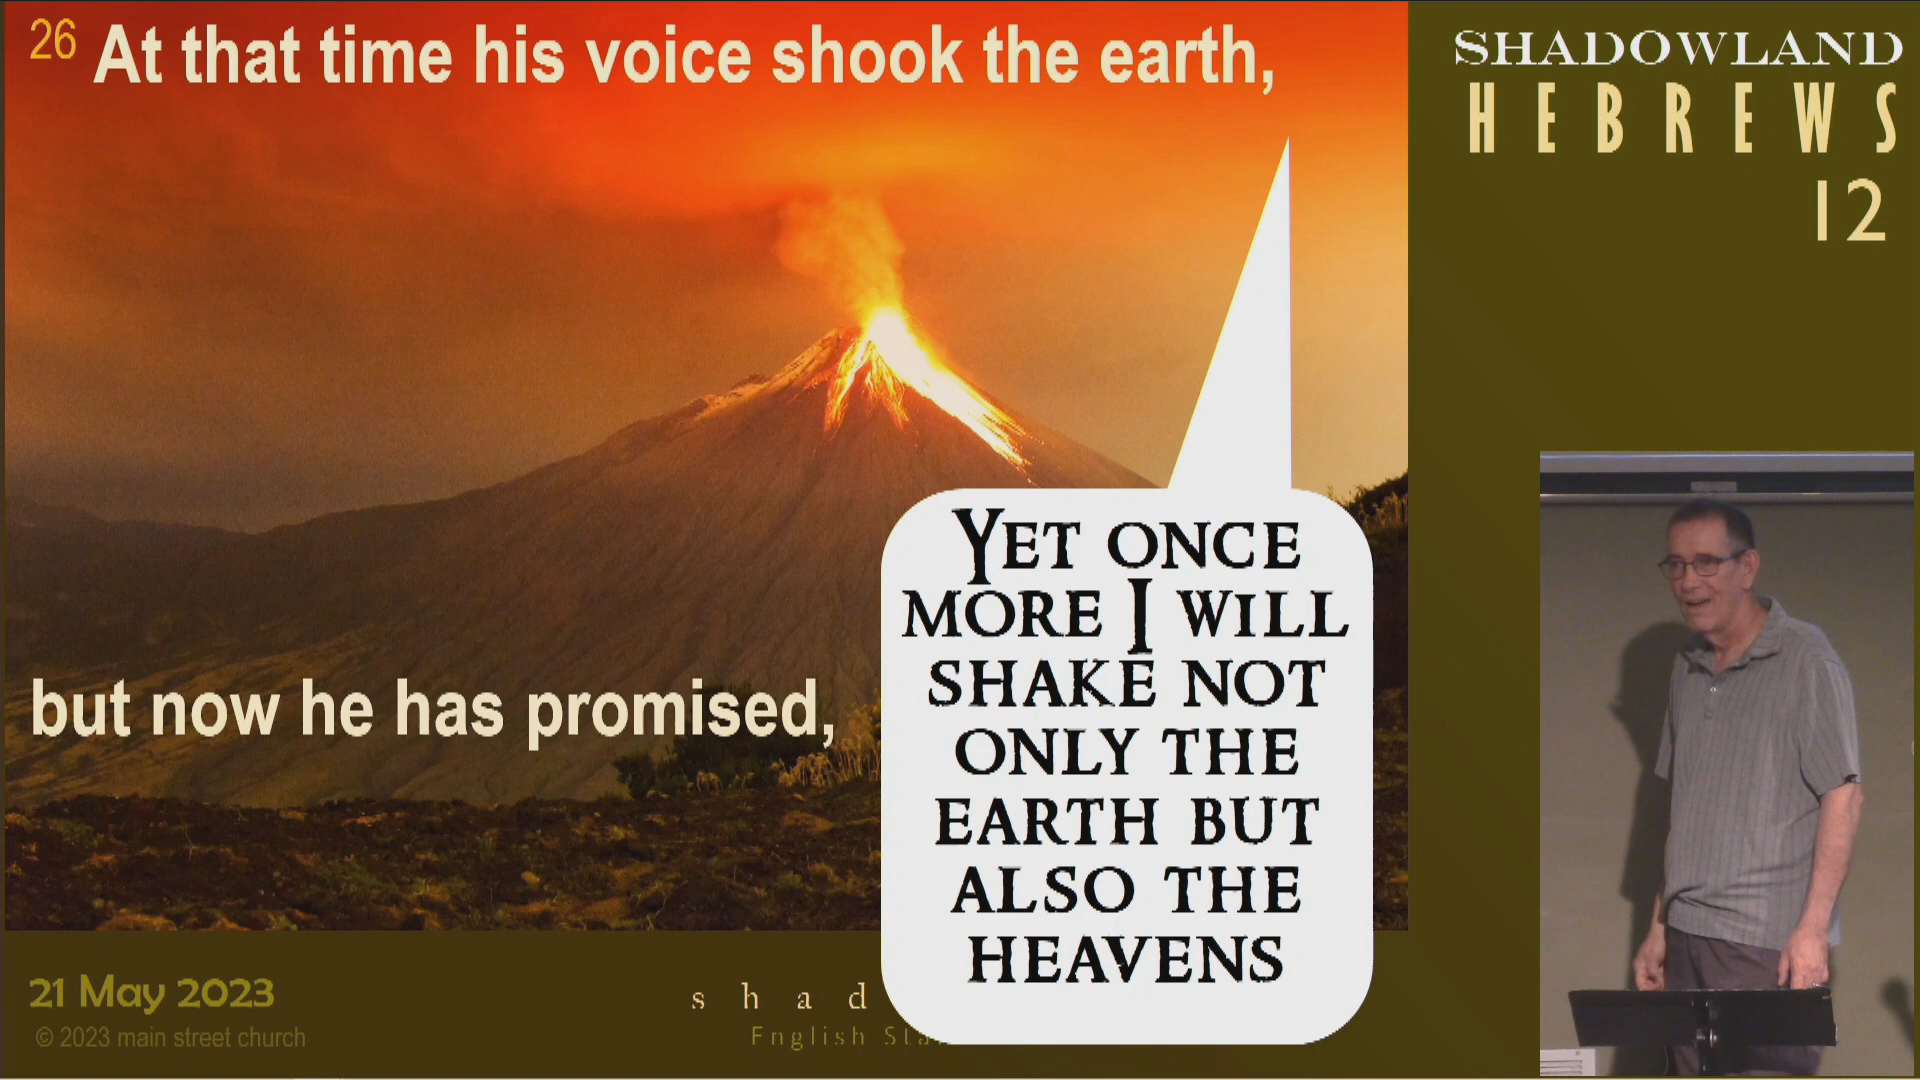 26 At that time his voice shook the earth,
SHADOWLAND
HEBREWS
12
but now he has promised,
YET ONCE
MORE I WILL
SHAKE NOT
ONLY THE
EARTH BUT
ALSO THE
HEAVENS
21 May 2023
© 2023 main street church
English